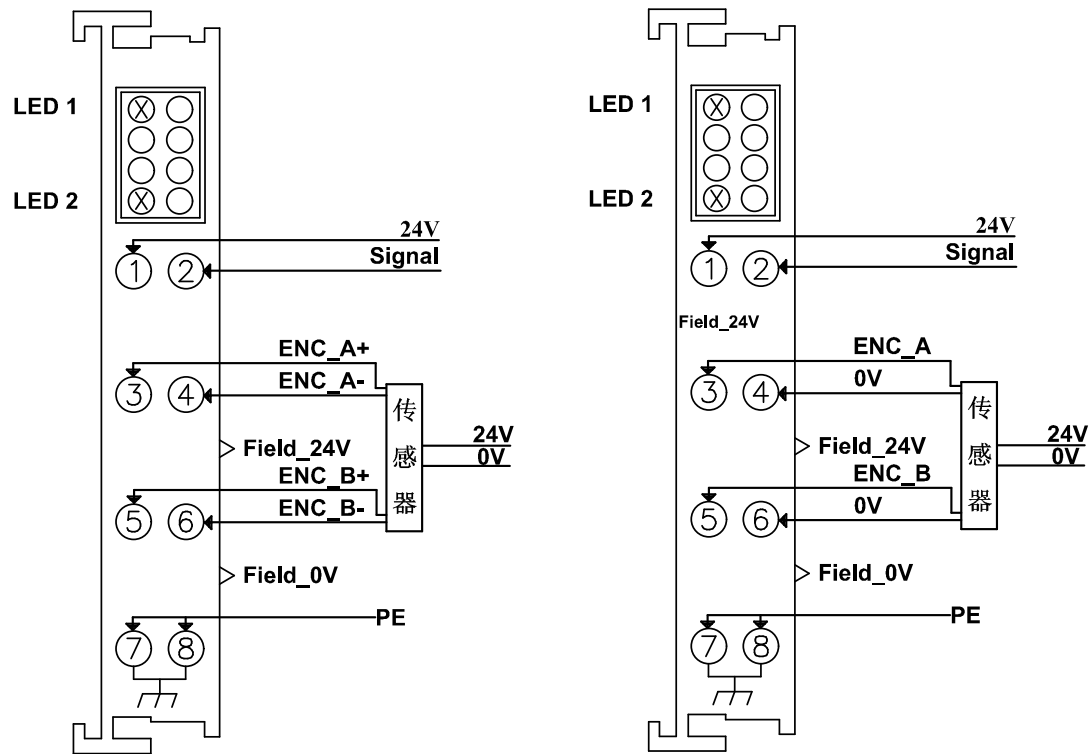 LED 1
LED 2
24V
Signal
1 2
ENC_A+
ENC_A-
3 4
Field_24V
ENC_B+
ENC_B-
5 6
传感器
24V
0V
Field_0V
PE
7 8
LED 1
LED 2
24V
Signal
1 2
Field_24V
ENC_A
0V
3 4
Field_24V
ENC_B
0V
5 6
传感器
24V
0V
Field_0V
PE
7 8